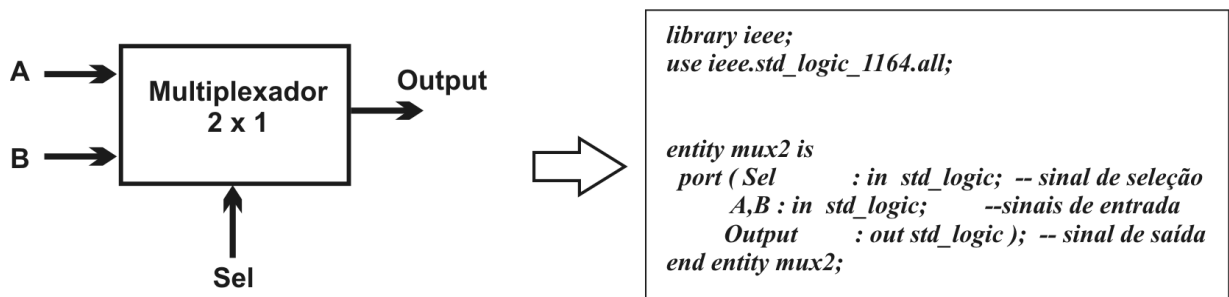 A
B
Multiplexador
2 x 1
Output
Sel
library ieee;
use ieee.std_logic_1164.all;
entity mux2 is
port ( Sel : in std_logic; -- sinal de seleção
A,B : in std_logic; --sinais de entrada
Output : out std_logic ); -- sinal de saída
end entity mux2;